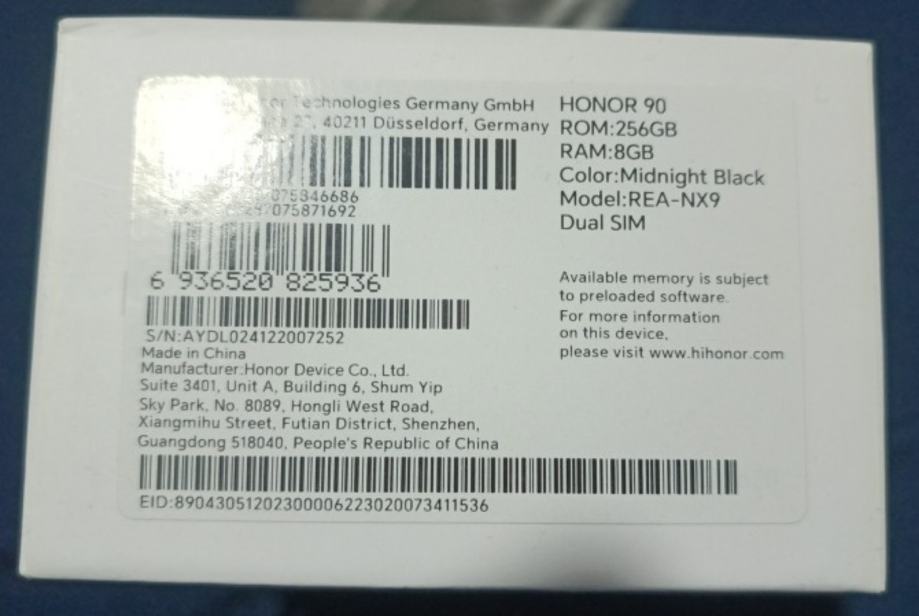 Technologies Germany GmbH
40211 Düsseldorf, Germany
075846686
075871692
6 936520 825936
S/N:AYDL024122007252
Made in China
Manufacturer:Honor Device Co., Ltd.
Suite 3401, Unit A, Building 6, Shum Yip
Sky Park, No. 8089, Hongli West Road,
Xiangmihu Street, Futian District, Shenzhen,
Guangdong 518040, People's Republic of China
EID:89043051202300006223020073411536
HONOR 90
ROM:256GB
RAM:8GB
Color:Midnight Black
Model:REA-NX9
Dual SIM
Available memory is subject
to preloaded software.
For more information
on this device,
please visit www.hihonor.com